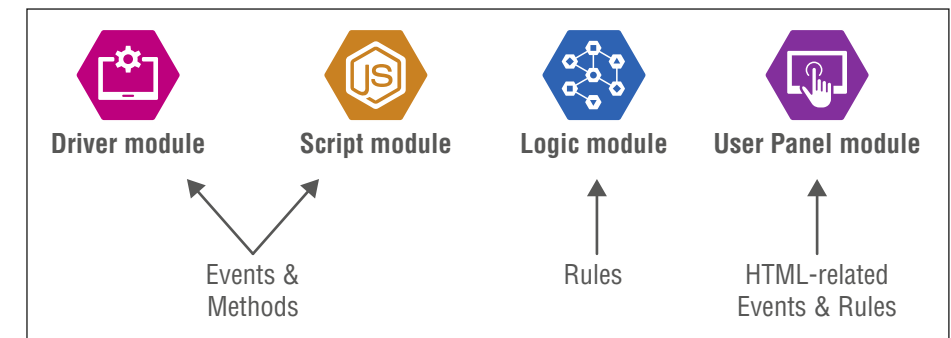 JS
Driver module
Script module
Logic module
User Panel module
Events &
Methods
Rules
HTML-related
Events & Rules